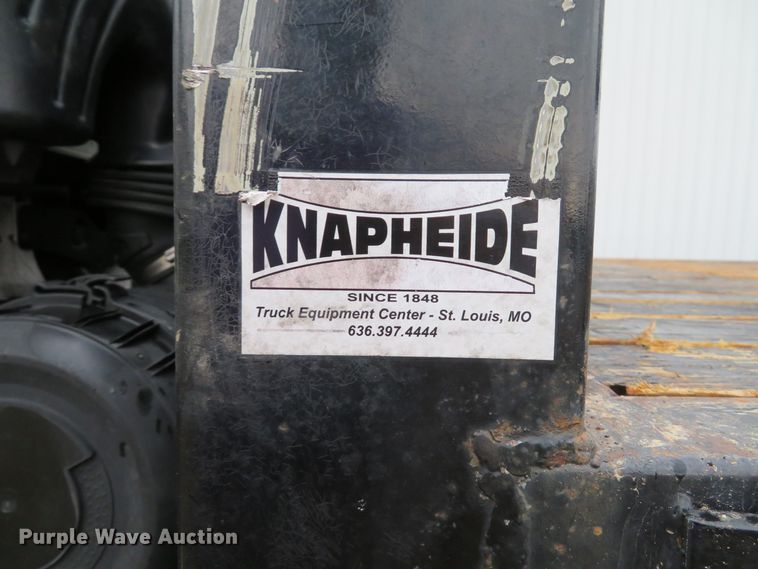 KNAPHEIDE
SINCE 1848
Truck Equipment Center - St. Louis, MO
636.397.4444
Purple Wave Auction